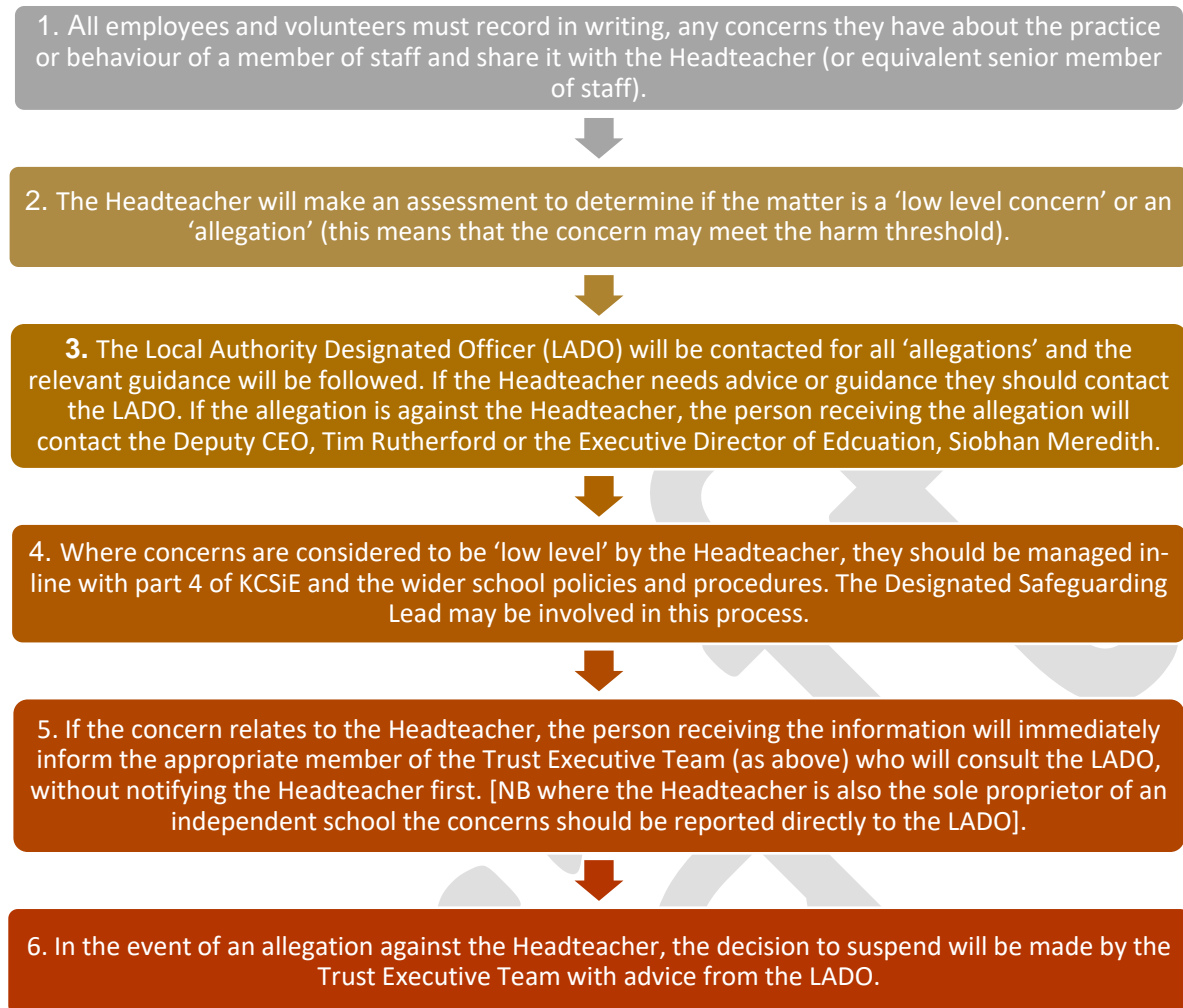 1. All employees and volunteers must record in writing, any concerns they have about the practice
or behaviour of a member of staff and share it with the Headteacher (or equivalent senior member
of staff).
2. The Headteacher will make an assessment to determine if the matter is a ‘low level concern’ or an
‘allegation’ (this means that the concern may meet the harm threshold).
3. The Local Authority Designated Officer (LADO) will be contacted for all ‘allegations’ and the
relevant guidance will be followed. If the Headteacher needs advice or guidance they should contact
the LADO. If the allegation is against the Headteacher, the person receiving the allegation will
contact the Deputy CEO, Tim Rutherford or the Executive Director of Edcuation, Siobhan Meredith.
4. Where concerns are considered to be ‘low level’ by the Headteacher, they should be managed in-
line with part 4 of KCSiE and the wider school policies and procedures. The Designated Safeguarding
Lead may be involved in this process.
5. If the concern relates to the Headteacher, the person receiving the information will immediately
inform the appropriate member of the Trust Executive Team (as above) who will consult the LADO,
without notifying the Headteacher first. [NB where the Headteacher is also the sole proprietor of an
independent school the concerns should be reported directly to the LADO].
6. In the event of an allegation against the Headteacher, the decision to suspend will be made by the
Trust Executive Team with advice from the LADO.